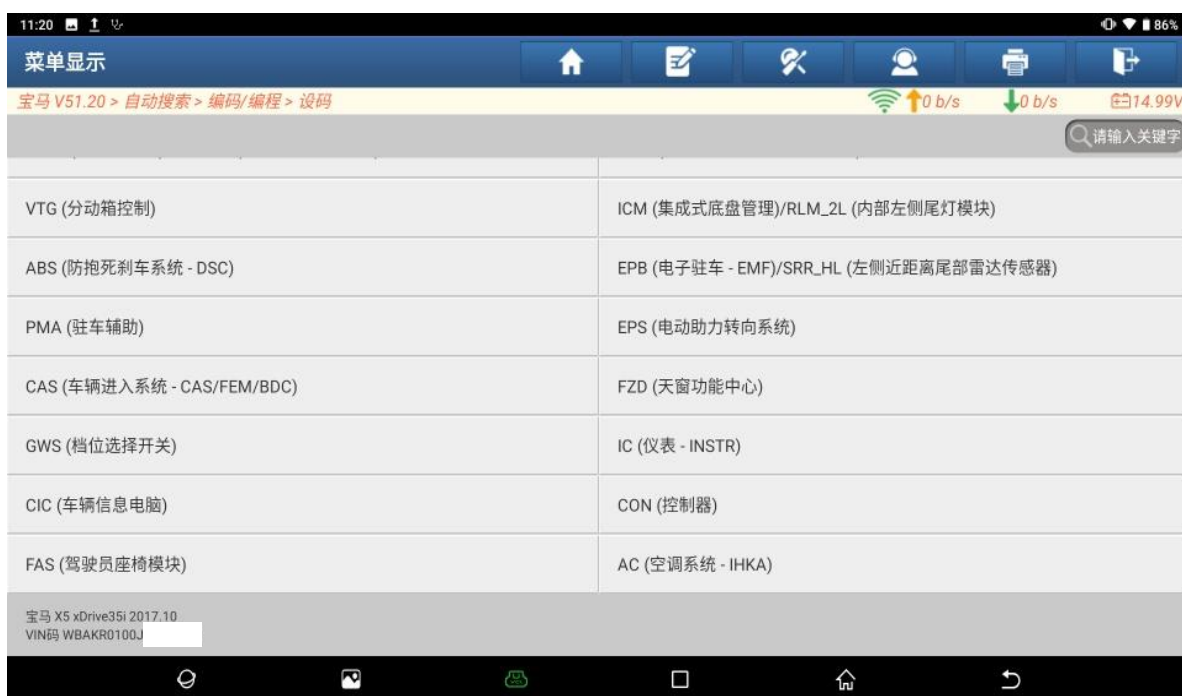 11:20
86%
菜单显示
宝马 V51.20 > 自动搜索 > 编码/编程 > 设码
0 b/s
0 b/s
14.99V
请输入关键字
VTG (分动箱控制)
ICM (集成式底盘管理)/RLM_2L (内部左侧尾灯模块)
ABS (防抱死刹车系统 - DSC)
EPB (电子驻车 - EMF)/SRR_HL (左侧近距离尾部雷达传感器)
PMA (驻车辅助)
EPS (电动助力转向系统)
CAS (车辆进入系统 - CAS/FEM/BDC)
FZD (天窗功能中心)
GWS (档位选择开关)
IC (仪表 - INSTR)
CIC (车辆信息电脑)
CON (控制器)
FAS (驾驶员座椅模块)
AC (空调系统 - IHKA)
宝马 X5 xDrive35i 2017.10
VIN码 WBAKR0100J